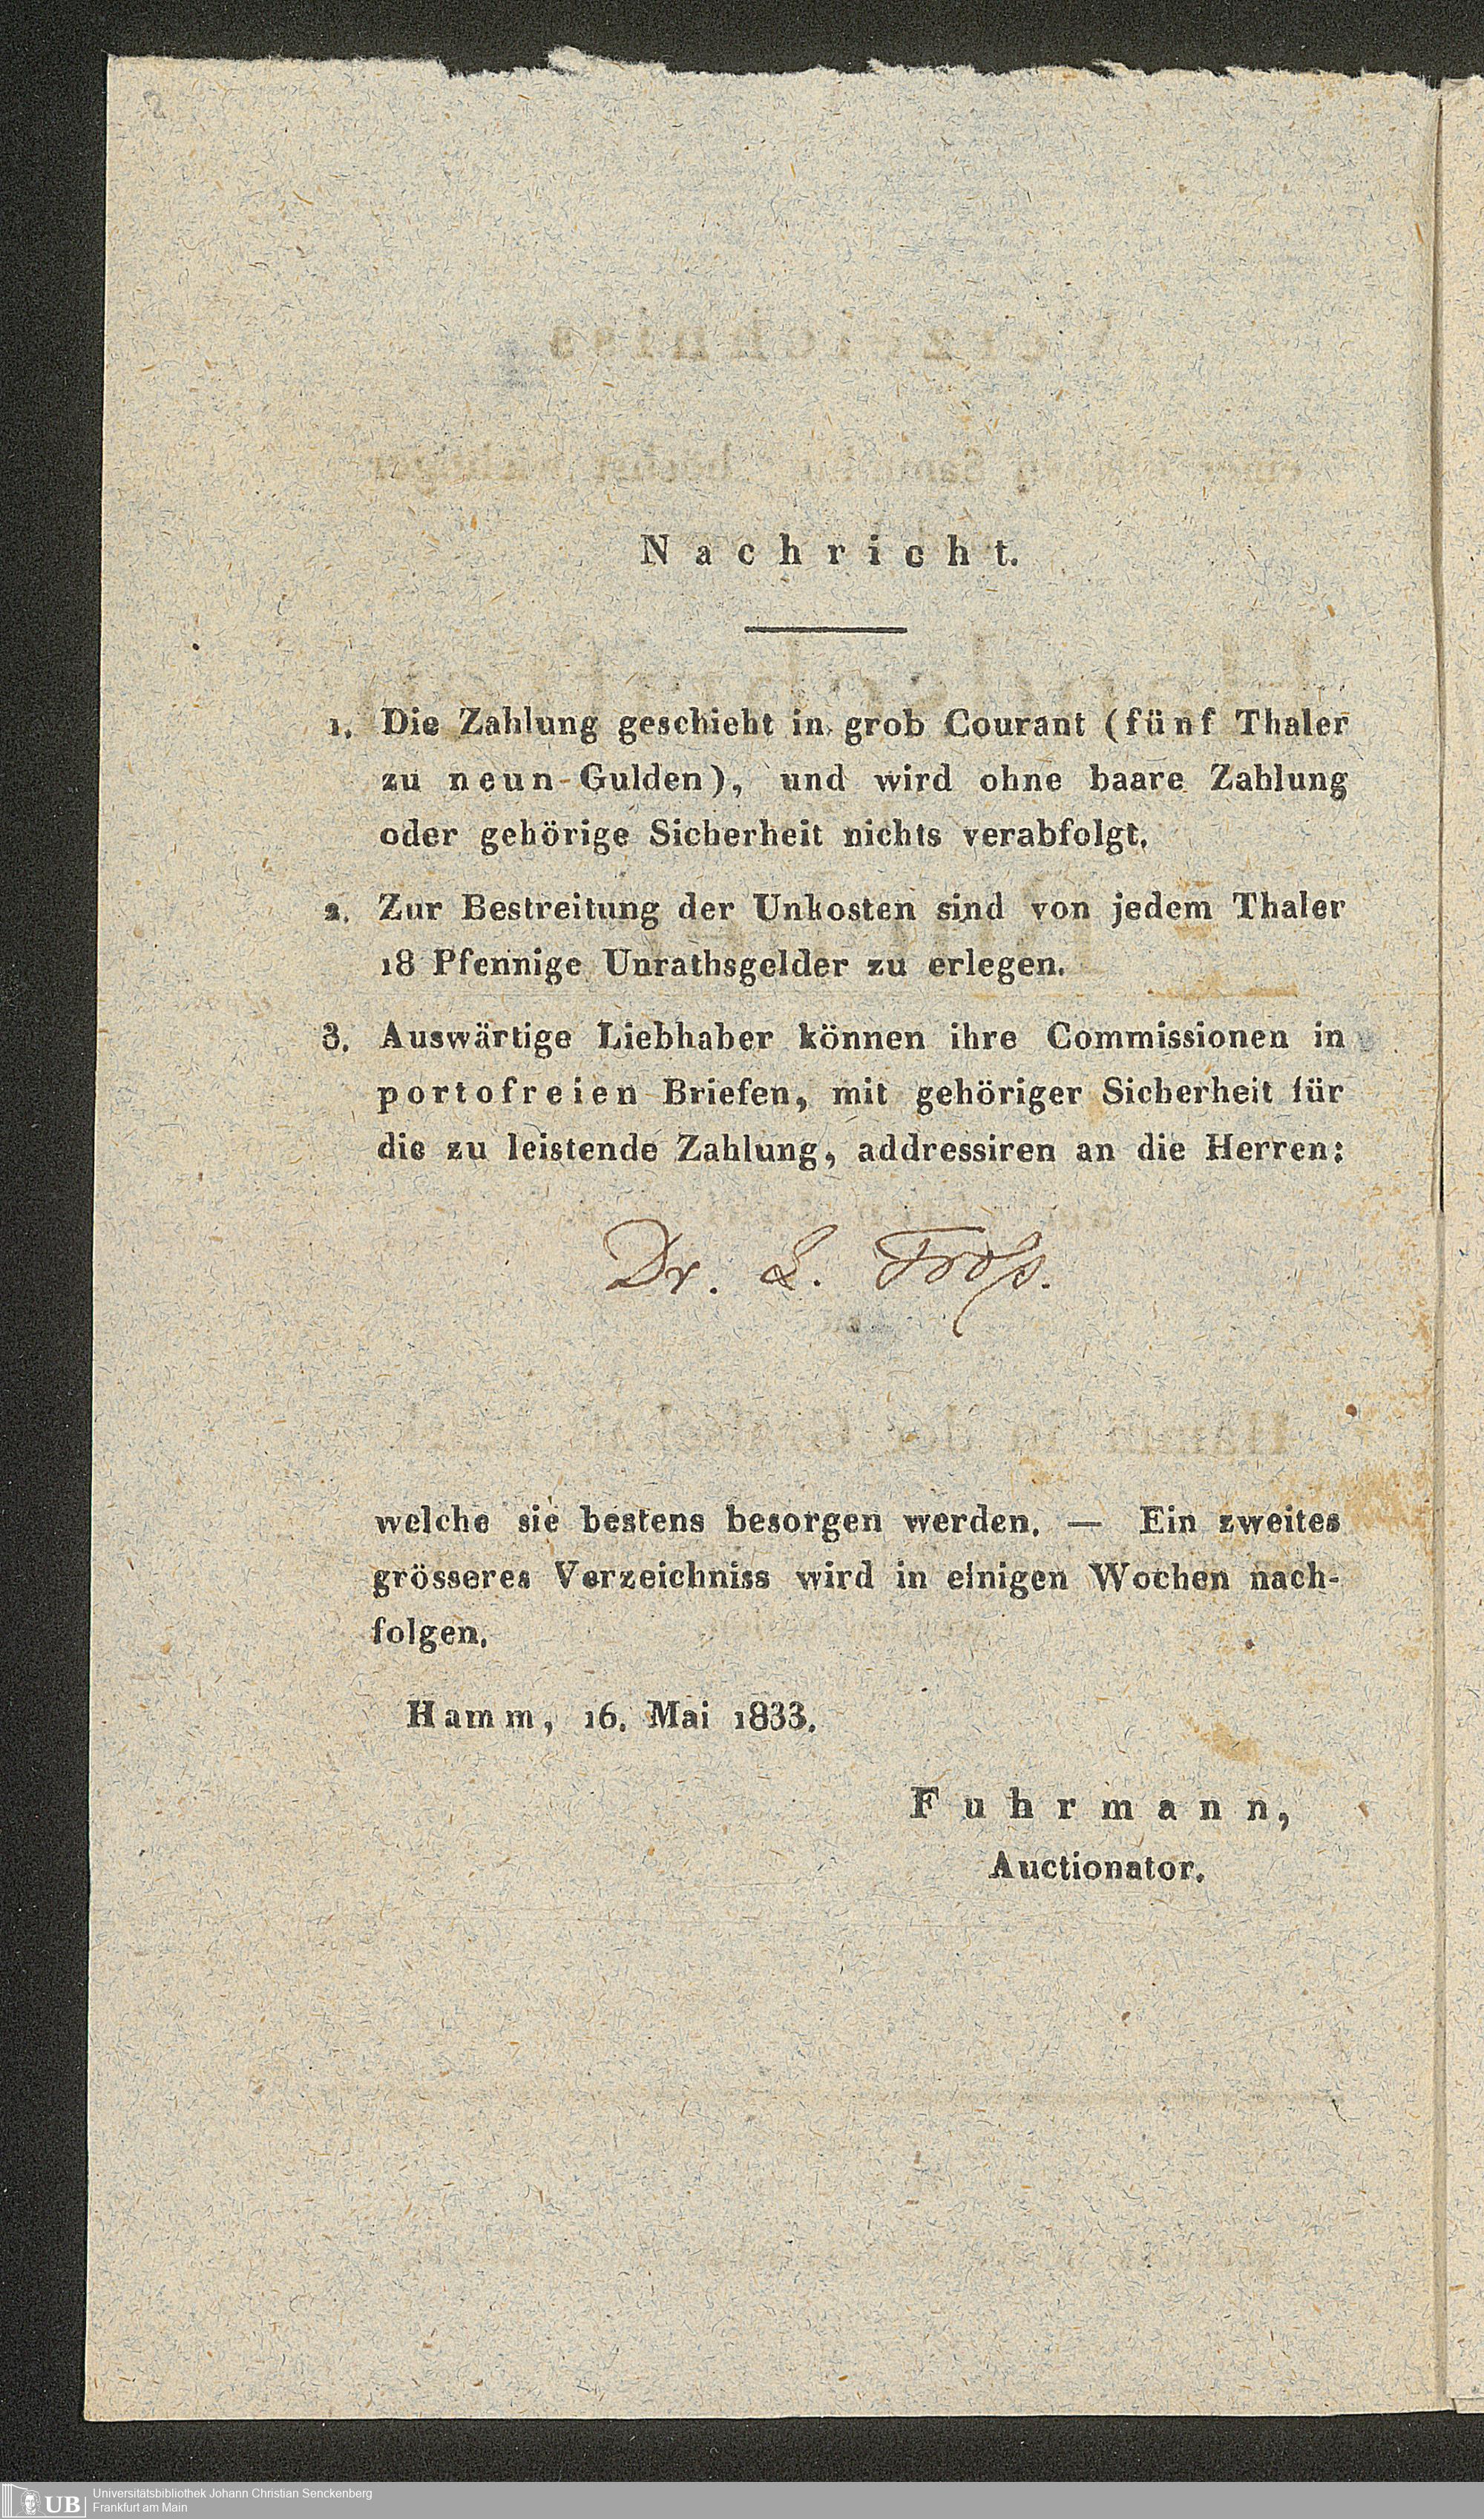 Nachricht.
1. Die Zahlung geschieht in grob Courant (fünf Thaler
zu neun Gulden), und wird ohne baare Zahlung
oder gehörige Sicherheit nichts verabfolgt.
2. Zur Bestreitung der Unkosten sind von jedem Thaler
18 Pfennige Unrathsgelder zu erlegen.
3. Auswärtige Liebhaber können ihre Commissionen in
portofreien Briefen, mit gehöriger Sicherheit für
die zu leistende Zahlung, addressiren an die Herren:
Dr. L. Troß.
welche sie bestens besorgen werden. — Ein zweites
grösseres Verzeichniss wird in einigen Wochen nach-
folgen.
Hamm, 16. Mai 1833.
Fuhrmann,
Auctionator.
UB
Universitätsbibliothek Johann Christian Senckenberg
Frankfurt am Main